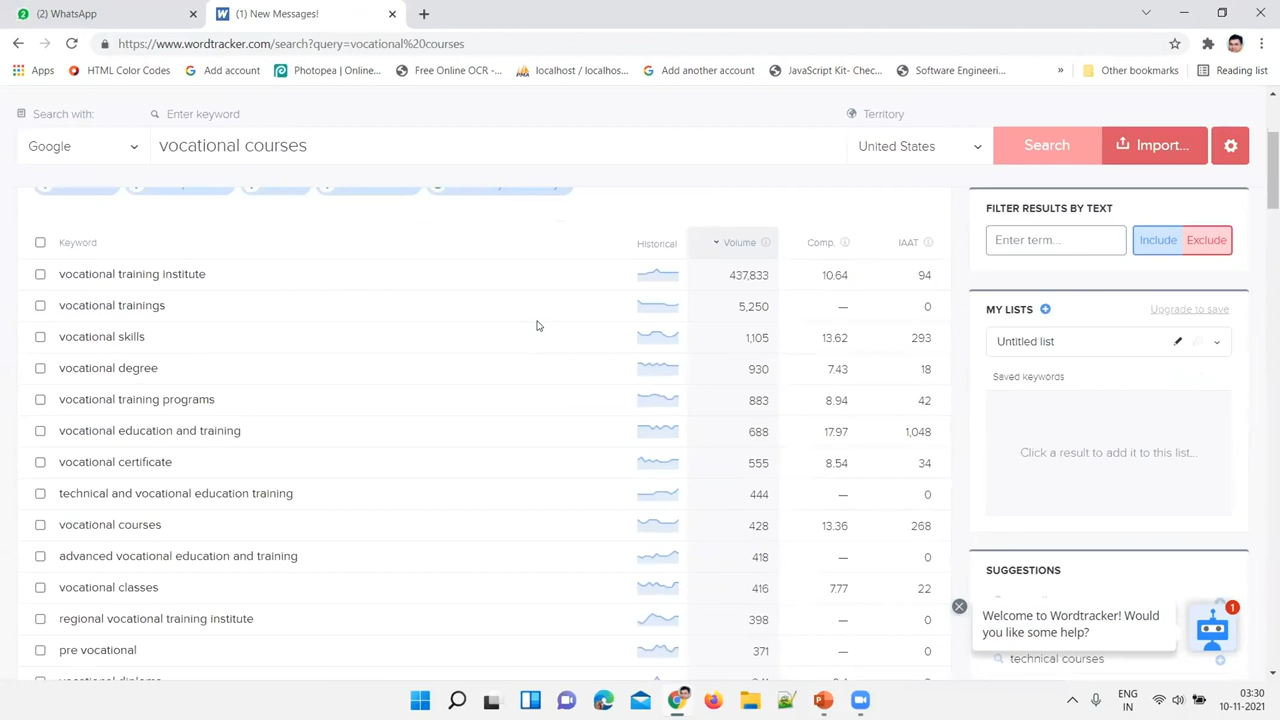 (2) WhatsApp
(1) New Messages!
https://www.wordtracker.com/search?query=vocational%20courses
Apps
HTML Color Codes
Add account
Photopea | Online...
Free Online OCR -...
localhost / localhos...
Add another account
JavaScript Kit- Chec...
Software Engineeri...
»
Other bookmarks
Reading list
Search with:
Enter keyword
Territory
Google
vocational courses
United States
Search
Import...
FILTER RESULTS BY TEXT
Enter term...
Include
Exclude
Keyword Historical Volume Comp. IAAT
vocational training institute 437,833 10.64 94
vocational trainings 5,250 — 0
vocational skills 1,105 13.62 293
vocational degree 930 7.43 18
vocational training programs 883 8.94 42
vocational education and training 688 17.97 1,048
vocational certificate 555 8.54 34
technical and vocational education training 444 — 0
vocational courses 428 13.36 268
advanced vocational education and training 418 — 0
vocational classes 416 7.77 22
regional vocational training institute 398 — 0
pre vocational 371 — 0
MY LISTS
Upgrade to save
Untitled list
Saved keywords
Click a result to add it to this list...
SUGGESTIONS
Welcome to Wordtracker! Would
you like some help?
1
technical courses
ENG
IN
03:30
10-11-2021